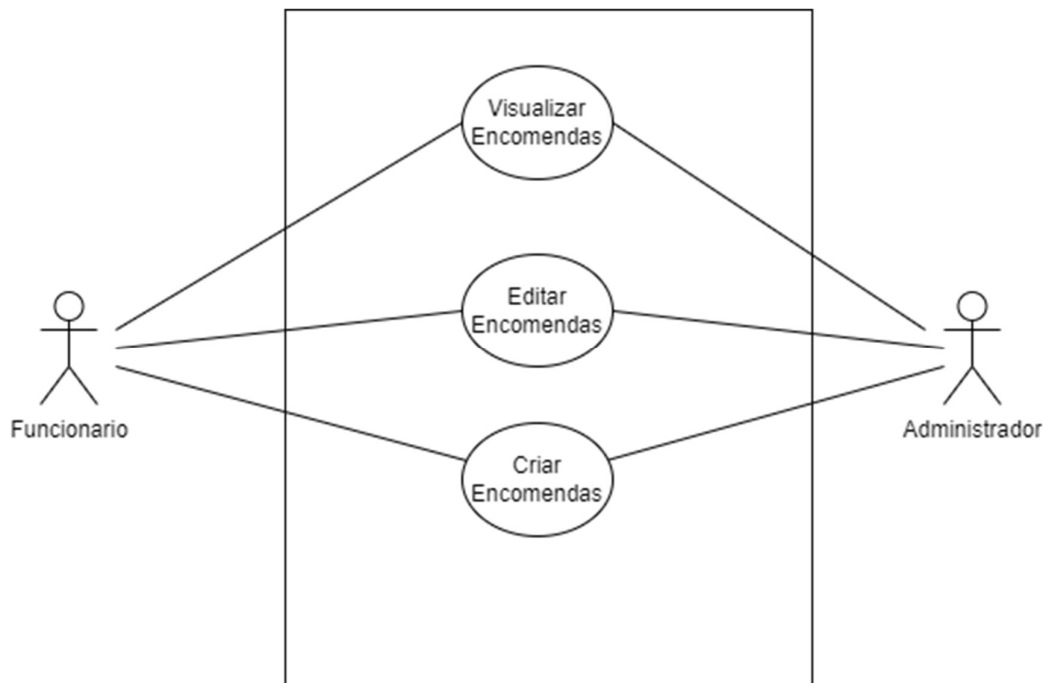 Visualizar
Encomendas
Editar
Encomendas
Funcionario
Administrador
Criar
Encomendas